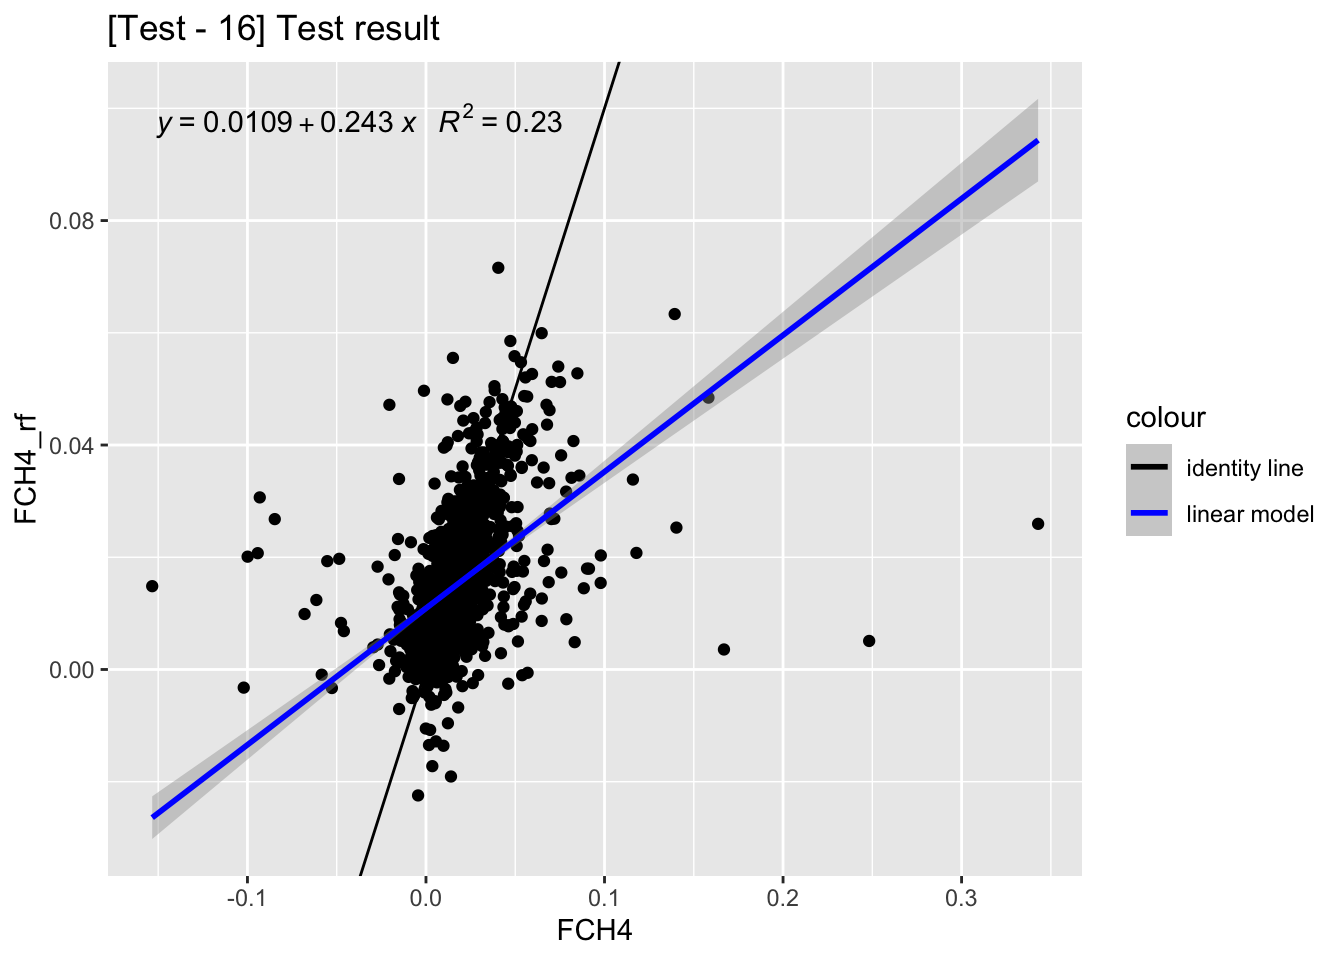 [Test - 16] Test result
y = 0.0109 + 0.243 x R² = 0.23
0.08
0.04
0.00
FCH4_rf
-0.1 0.0 0.1 0.2 0.3
FCH4
colour
identity line
linear model